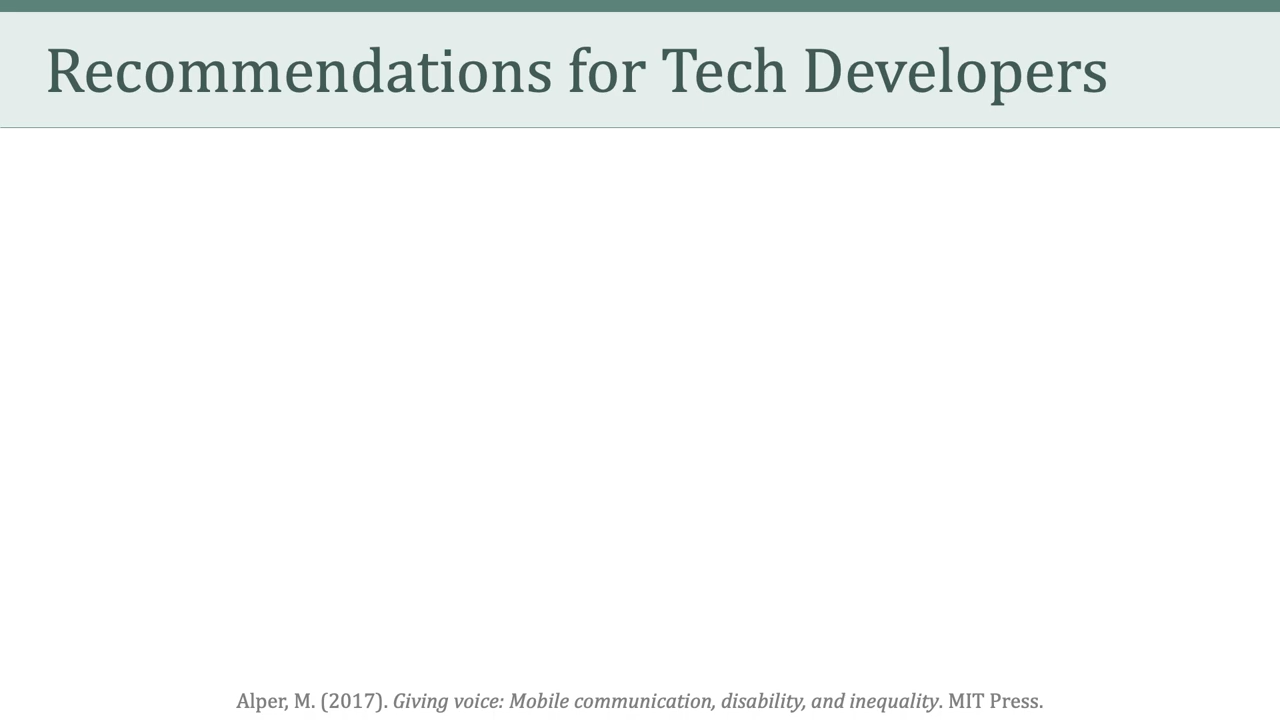 Recommendations for Tech Developers
Alper, M. (2017). Giving voice: Mobile communication, disability, and inequality. MIT Press.